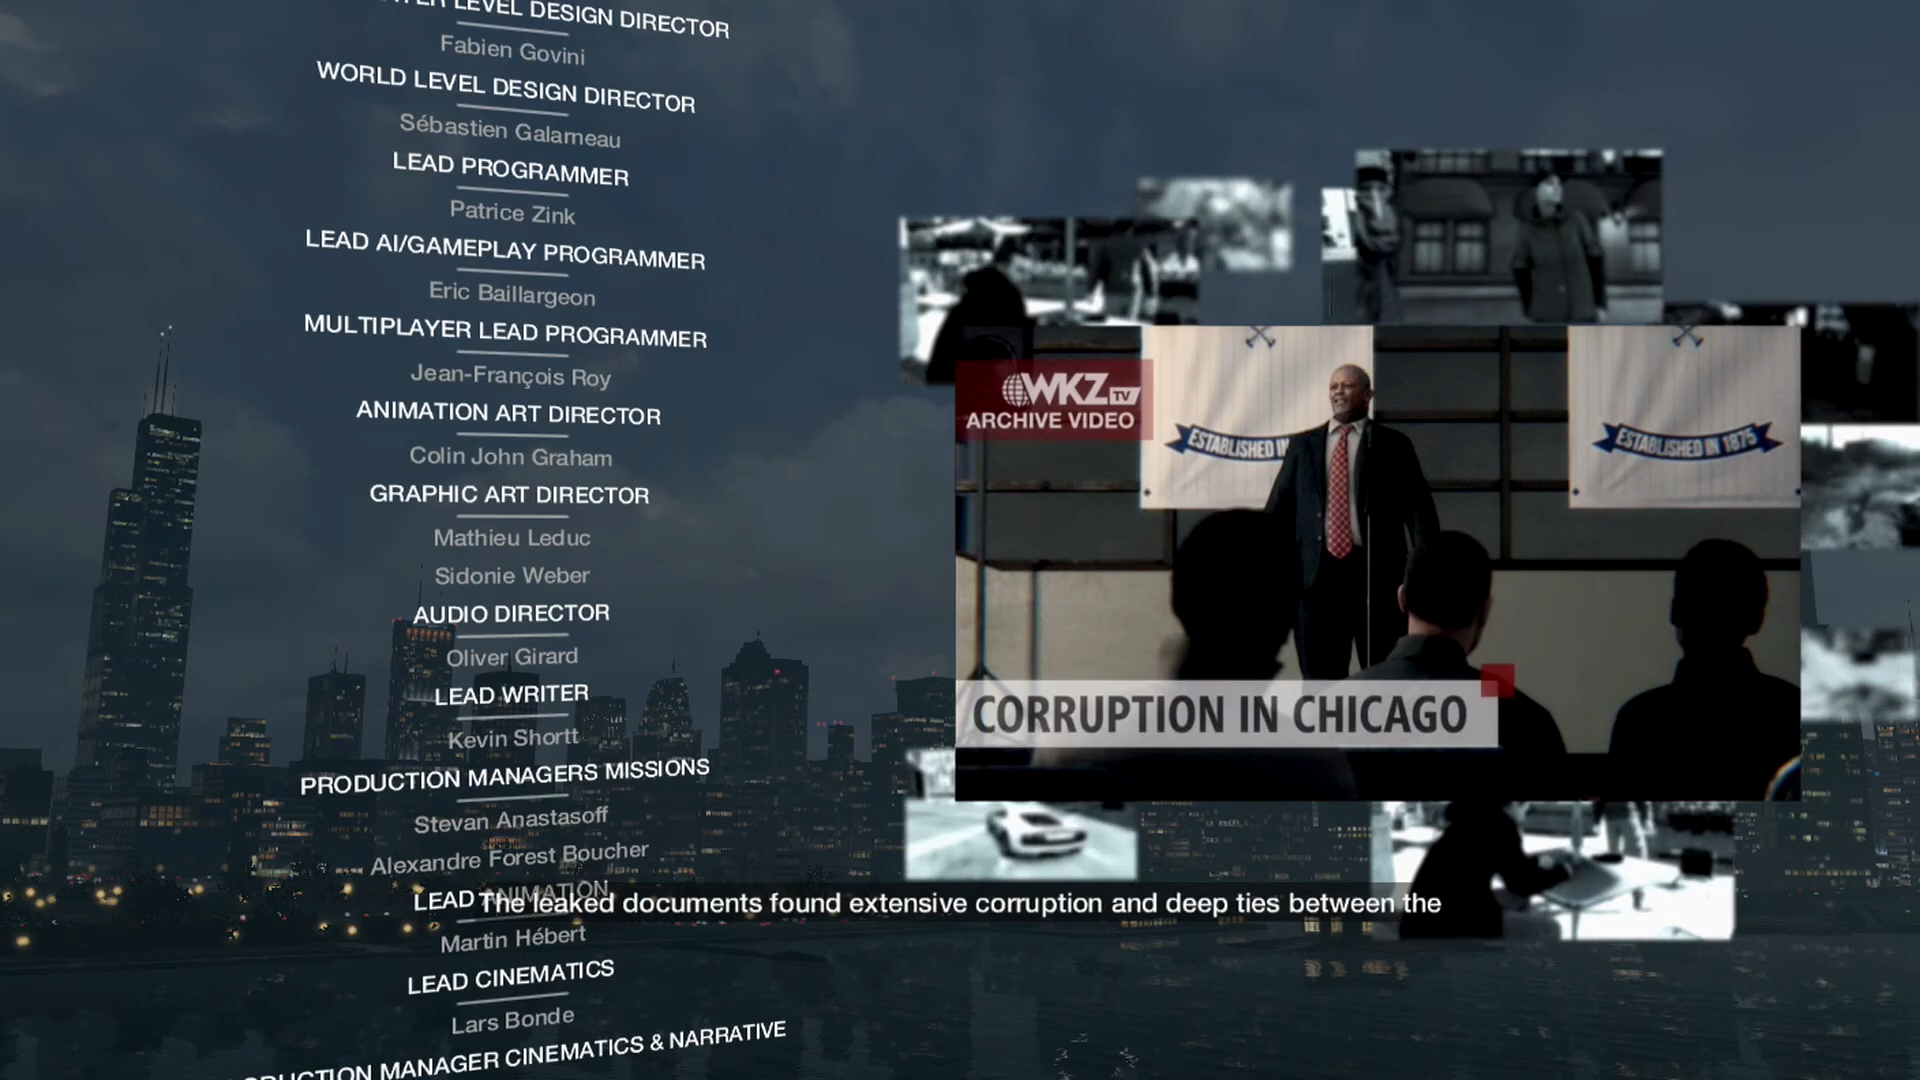 LEVEL DESIGN DIRECTOR
Fabien Govini
WORLD LEVEL DESIGN DIRECTOR
Sébastien Galarneau
LEAD PROGRAMMER
Patrice Zink
LEAD AI/GAMEPLAY PROGRAMMER
Eric Baillargeon
MULTIPLAYER LEAD PROGRAMMER
Jean-François Roy
ANIMATION ART DIRECTOR
Colin John Graham
GRAPHIC ART DIRECTOR
Mathieu Leduc
Sidonie Weber
AUDIO DIRECTOR
Oliver Girard
LEAD WRITER
Kevin Shortt
PRODUCTION MANAGERS MISSIONS
Stevan Anastasoff
Alexandre Forest Boucher
LEAD ANIMATION
Martin Hébert
LEAD CINEMATICS
Lars Bonde
MANAGER CINEMATICS & NARRATIVE
WKZ TV
ARCHIVE VIDEO
ESTABLISHED IN
ESTABLISHED IN 1875
CORRUPTION IN CHICAGO
The leaked documents found extensive corruption and deep ties between the